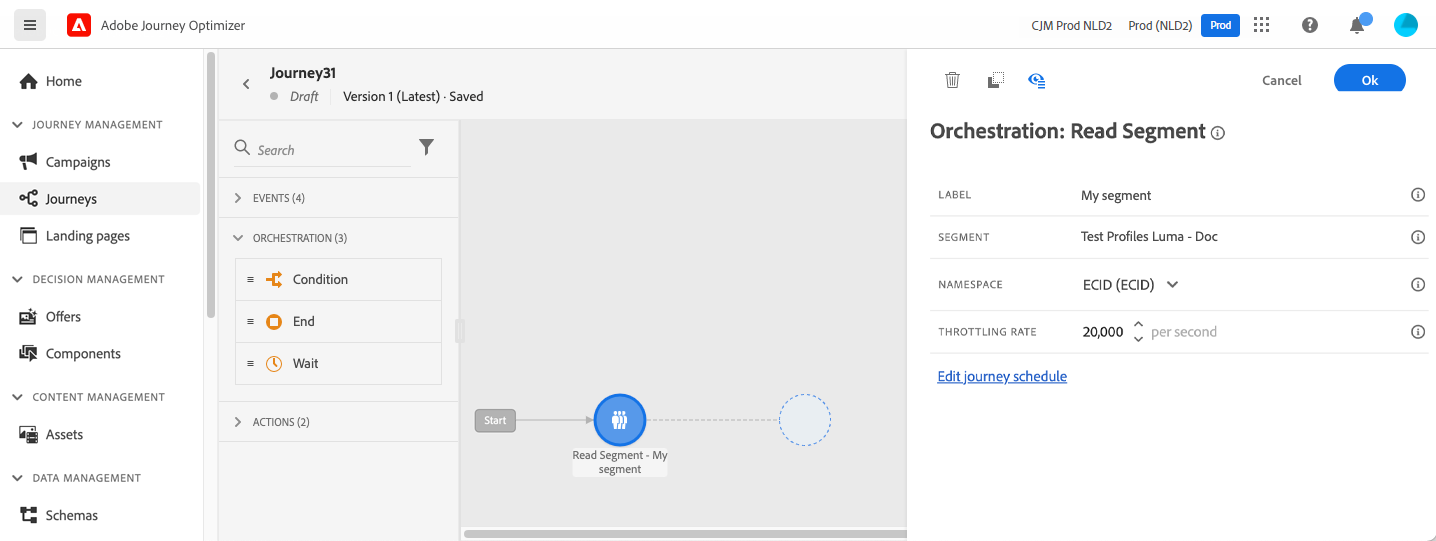 Adobe Journey Optimizer
CJM Prod NLD2 Prod (NLD2) Prod
Home
JOURNEY MANAGEMENT
Campaigns
Journeys
Landing pages
DECISION MANAGEMENT
Offers
Components
CONTENT MANAGEMENT
Assets
DATA MANAGEMENT
Schemas
Journey31
Draft Version 1 (Latest) · Saved
Search
EVENTS (4)
ORCHESTRATION (3)
Condition
End
Wait
ACTIONS (2)
Start
Read Segment - My
segment
Cancel Ok
Orchestration: Read Segment
LABEL My segment
SEGMENT Test Profiles Luma - Doc
NAMESPACE ECID (ECID)
THROTTLING RATE 20,000 per second
Edit journey schedule